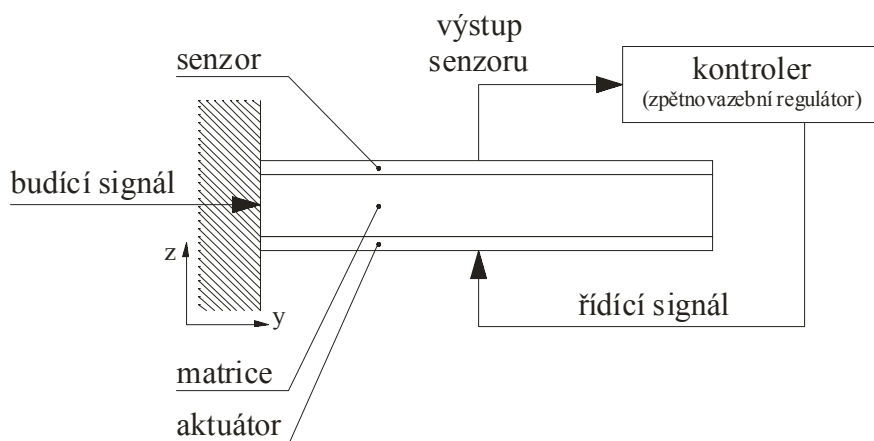 výstup
senzoru
senzor
kontroler
(zpětnovazební regulátor)
budící signál
z
y
řídící signál
matrice
aktuátor